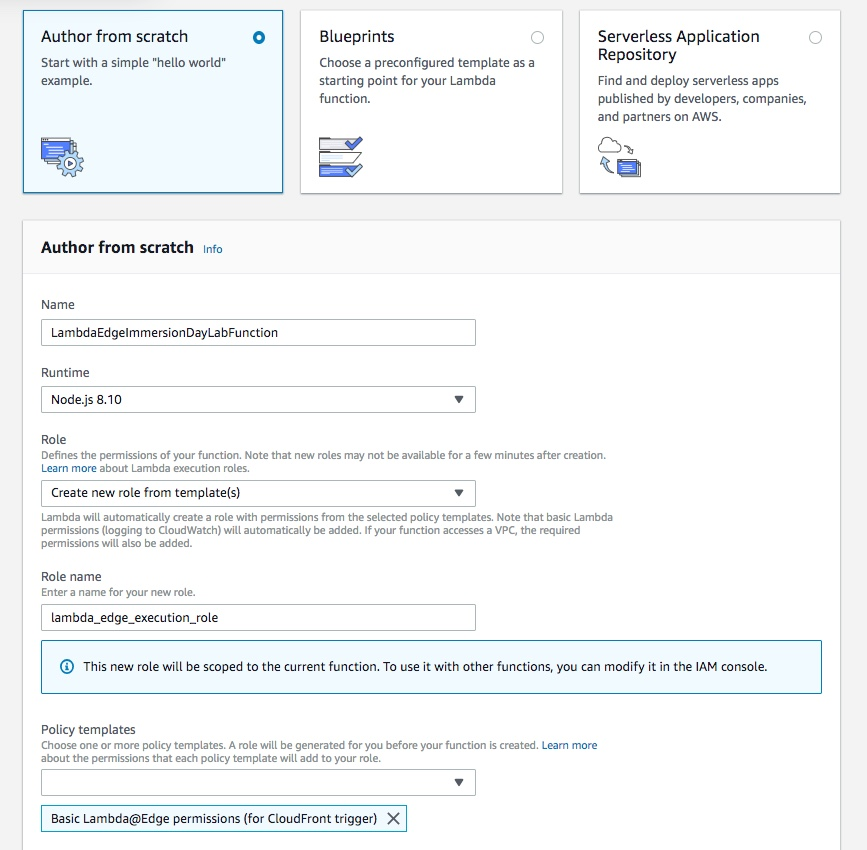 Author from scratch
Start with a simple "hello world"
example.
Blueprints
Choose a preconfigured template as a
starting point for your Lambda
function.
Serverless Application
Repository
Find and deploy serverless apps
published by developers, companies,
and partners on AWS.
Author from scratch Info
Name
LambdaEdgeImmersionDayLabFunction
Runtime
Node.js 8.10
Role
Defines the permissions of your function. Note that new roles may not be available for a few minutes after creation.
Learn more about Lambda execution roles.
Create new role from template(s)
Lambda will automatically create a role with permissions from the selected policy templates. Note that basic Lambda
permissions (logging to CloudWatch) will automatically be added. If your function accesses a VPC, the required
permissions will also be added.
Role name
Enter a name for your new role.
lambda_edge_execution_role
This new role will be scoped to the current function. To use it with other functions, you can modify it in the IAM console.
Policy templates
Choose one or more policy templates. A role will be generated for you before your function is created. Learn more
about the permissions that each policy template will add to your role.
Basic Lambda@Edge permissions (for CloudFront trigger)